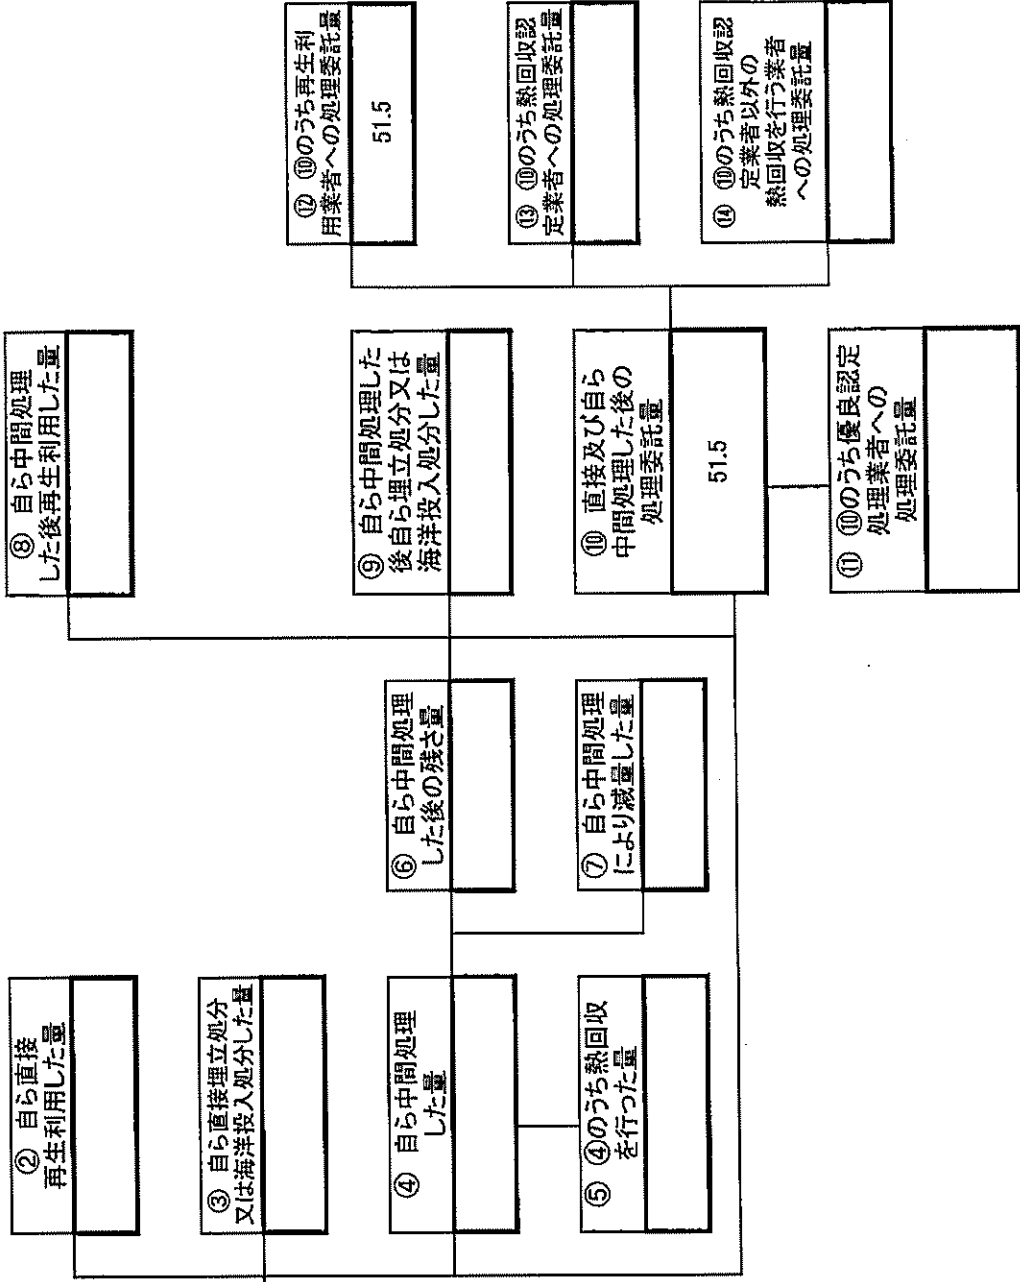 ② 自ら直接
再生利用した量
③ 自ら直接埋立処分
又は海洋投入処分した量
④ 自ら中間処理
した量
⑤ ④のうち熱回収
を行った量
⑥ 自ら中間処理
した後の残さ量
⑦ 自ら中間処理
により減量した量
⑧ 自ら中間処理
した後再生利用した量
⑨ 自ら中間処理した
後自ら埋立処分又は
海洋投入処分した量
⑩ 直接及び自ら
中間処理した後の
処理委託量
51.5
⑪ ⑩のうち優良認定
処理業者への
処理委託量
⑫ ⑩のうち再生利
用業者への処理委託量
51.5
⑬ ⑩のうち熱回収認
定業者への処理委託量
⑭ ⑩のうち熱回収認
定業者以外の
熱回収を行う業者
への処理委託量